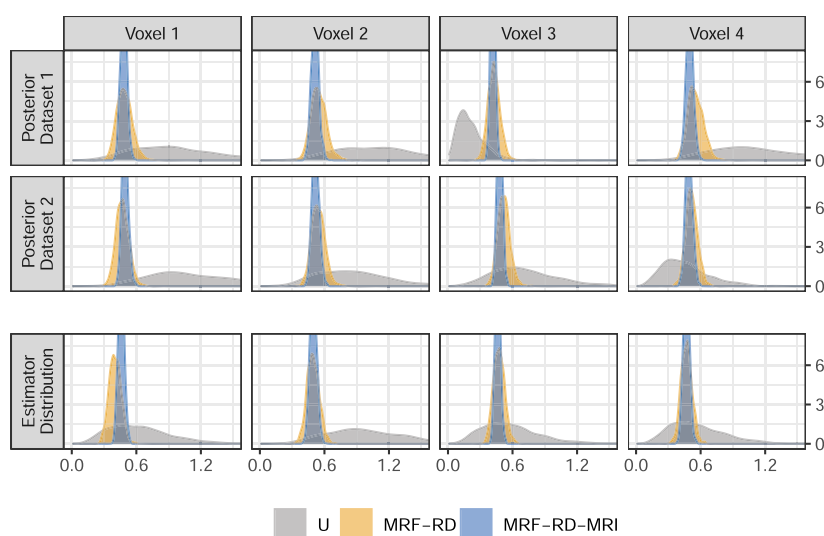 Voxel 1 Voxel 2 Voxel 3 Voxel 4
Posterior
Dataset 1
6
3
0
Posterior
Dataset 2
6
3
0
Estimator
Distribution
6
3
0
0.0 0.6 1.2 0.0 0.6 1.2 0.0 0.6 1.2 0.0 0.6 1.2
U MRF−RD MRF−RD−MRI